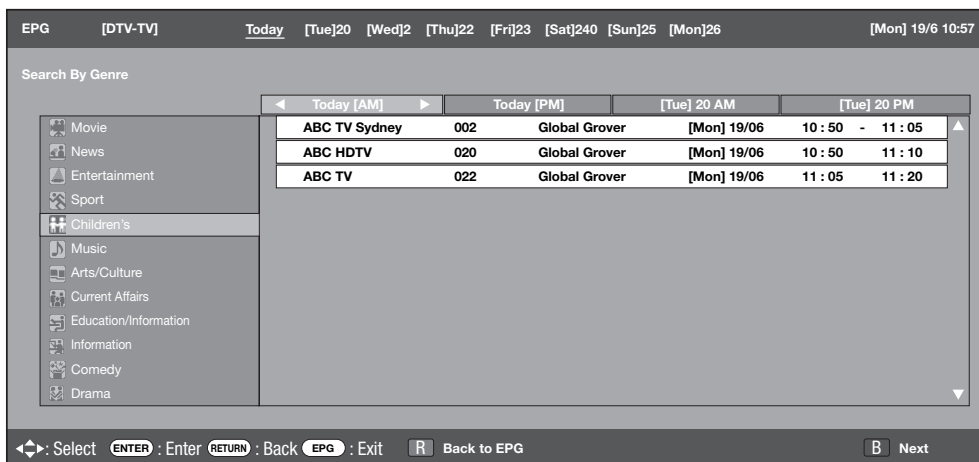 EPG [DTV-TV] Today [Tue]20 [Wed]2 [Thu]22 [Fri]23 [Sat]240 [Sun]25 [Mon]26 [Mon] 19/6 10:57
Search By Genre
Today [AM] Today [PM] [Tue] 20 AM [Tue] 20 PM
Movie
News
Entertainment
Sport
Children's
Music
Arts/Culture
Current Affairs
Education/Information
Information
Comedy
Drama
ABC TV Sydney 002 Global Grover [Mon] 19/06 10 : 50 - 11 : 05
ABC HDTV 020 Global Grover [Mon] 19/06 10 : 50 11 : 10
ABC TV 022 Global Grover [Mon] 19/06 11 : 05 11 : 20
: Select ENTER : Enter RETURN : Back EPG : Exit R Back to EPG B Next